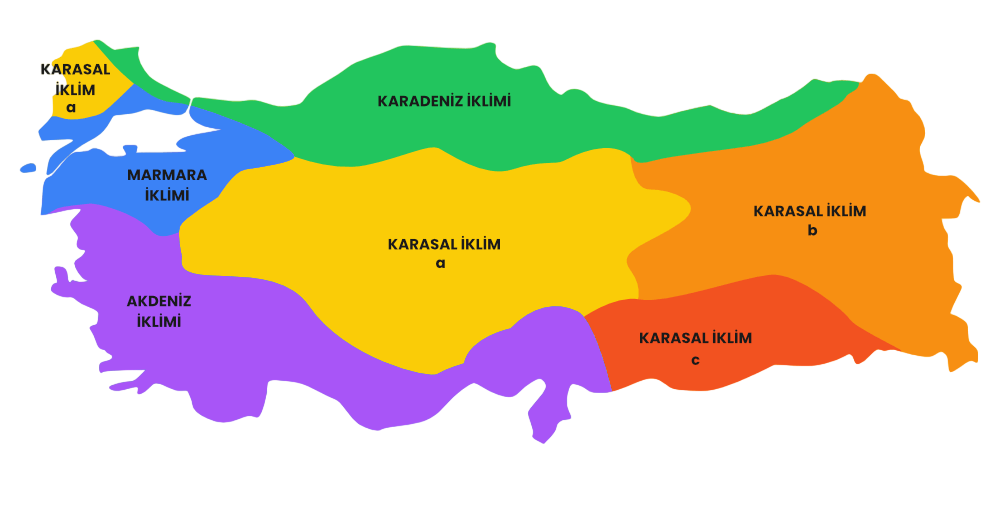 KARASAL
İKLİM
a
KARADENİZ İKLİMİ
MARMARA
İKLİMİ
KARASAL İKLİM
b
KARASAL İKLİM
a
AKDENİZ
İKLİMİ
KARASAL İKLİM
c